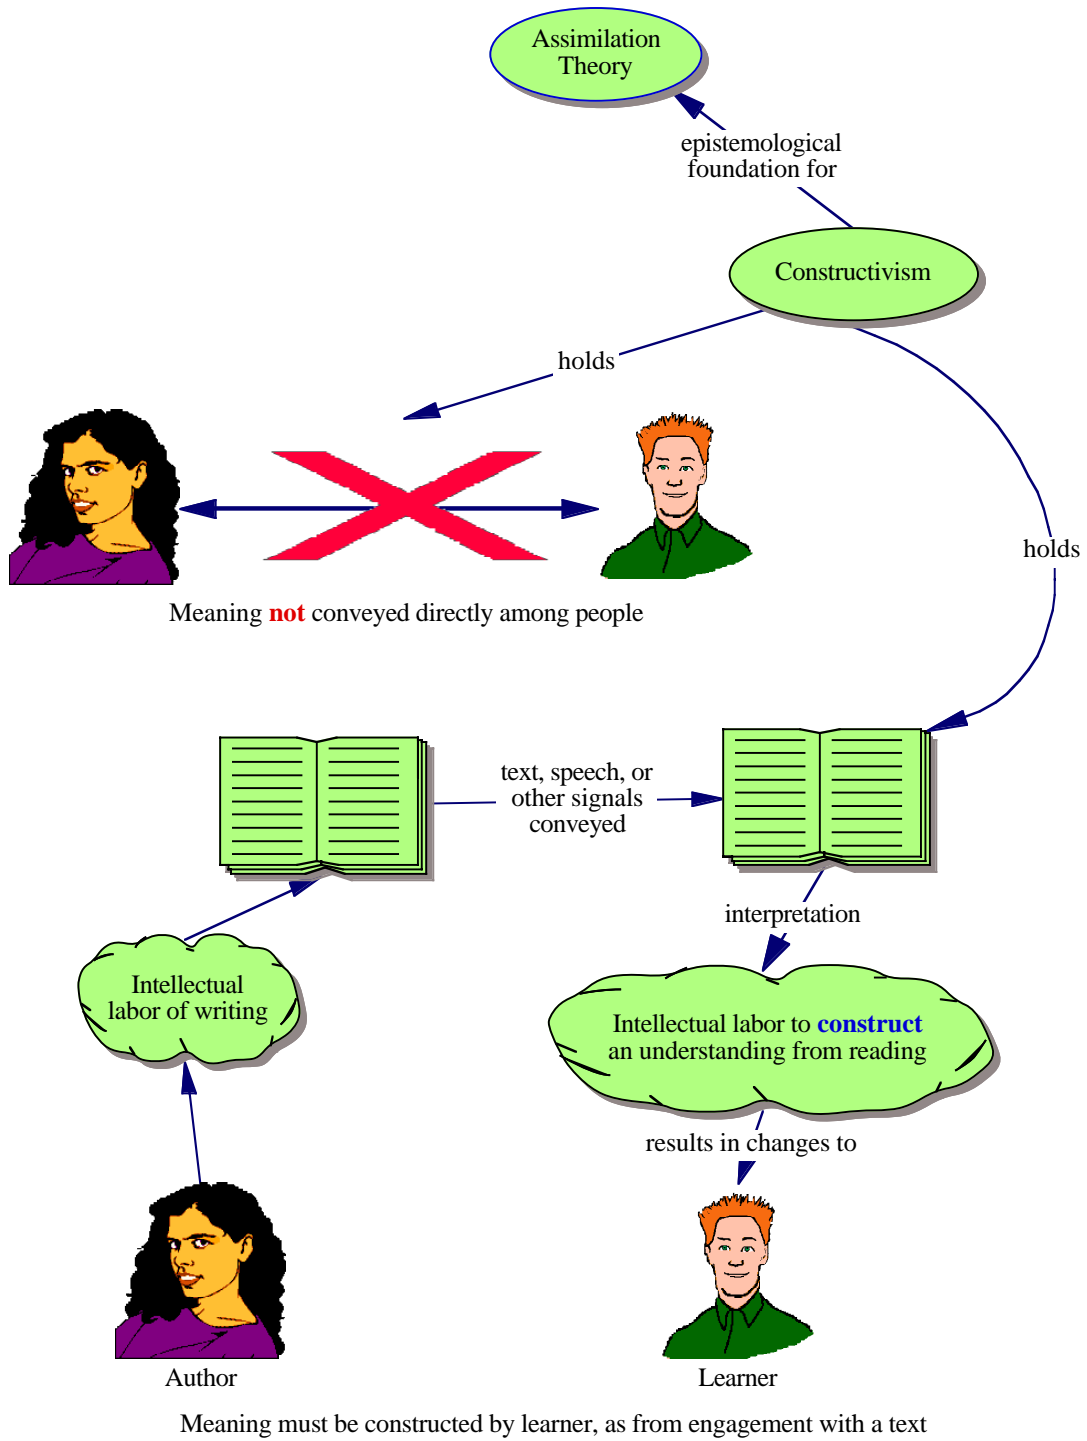 Assimilation
Theory
epistemological
foundation for
Constructivism
holds
holds
Meaning not conveyed directly among people
text, speech, or
other signals
conveyed
interpretation
Intellectual
labor of writing
Intellectual labor to construct
an understanding from reading
results in changes to
Author
Learner
Meaning must be constructed by learner, as from engagement with a text